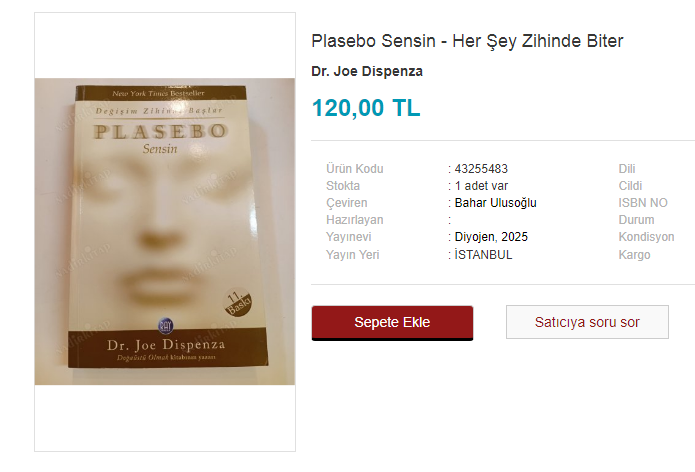 Plasebo Sensin - Her Şey Zihinde Biter
Dr. Joe Dispenza
120,00 TL
Ürün Kodu : 43255483 Dili
Stokta : 1 adet var Cildi
Çeviren : Bahar Ulusoğlu ISBN NO
Hazırlayan : Durum
Yayınevi : Diyojen, 2025 Kondisyon
Yayın Yeri : İSTANBUL Kargo
Sepete Ekle
Satıcıya soru sor
New York Times Bestseller
Değişim Zihinde Başlar
PLASEBO
Sensin
11.
Baskı
RAY
Dr. Joe Dispenza
Doğaüstü Olmak kitabının yazarı